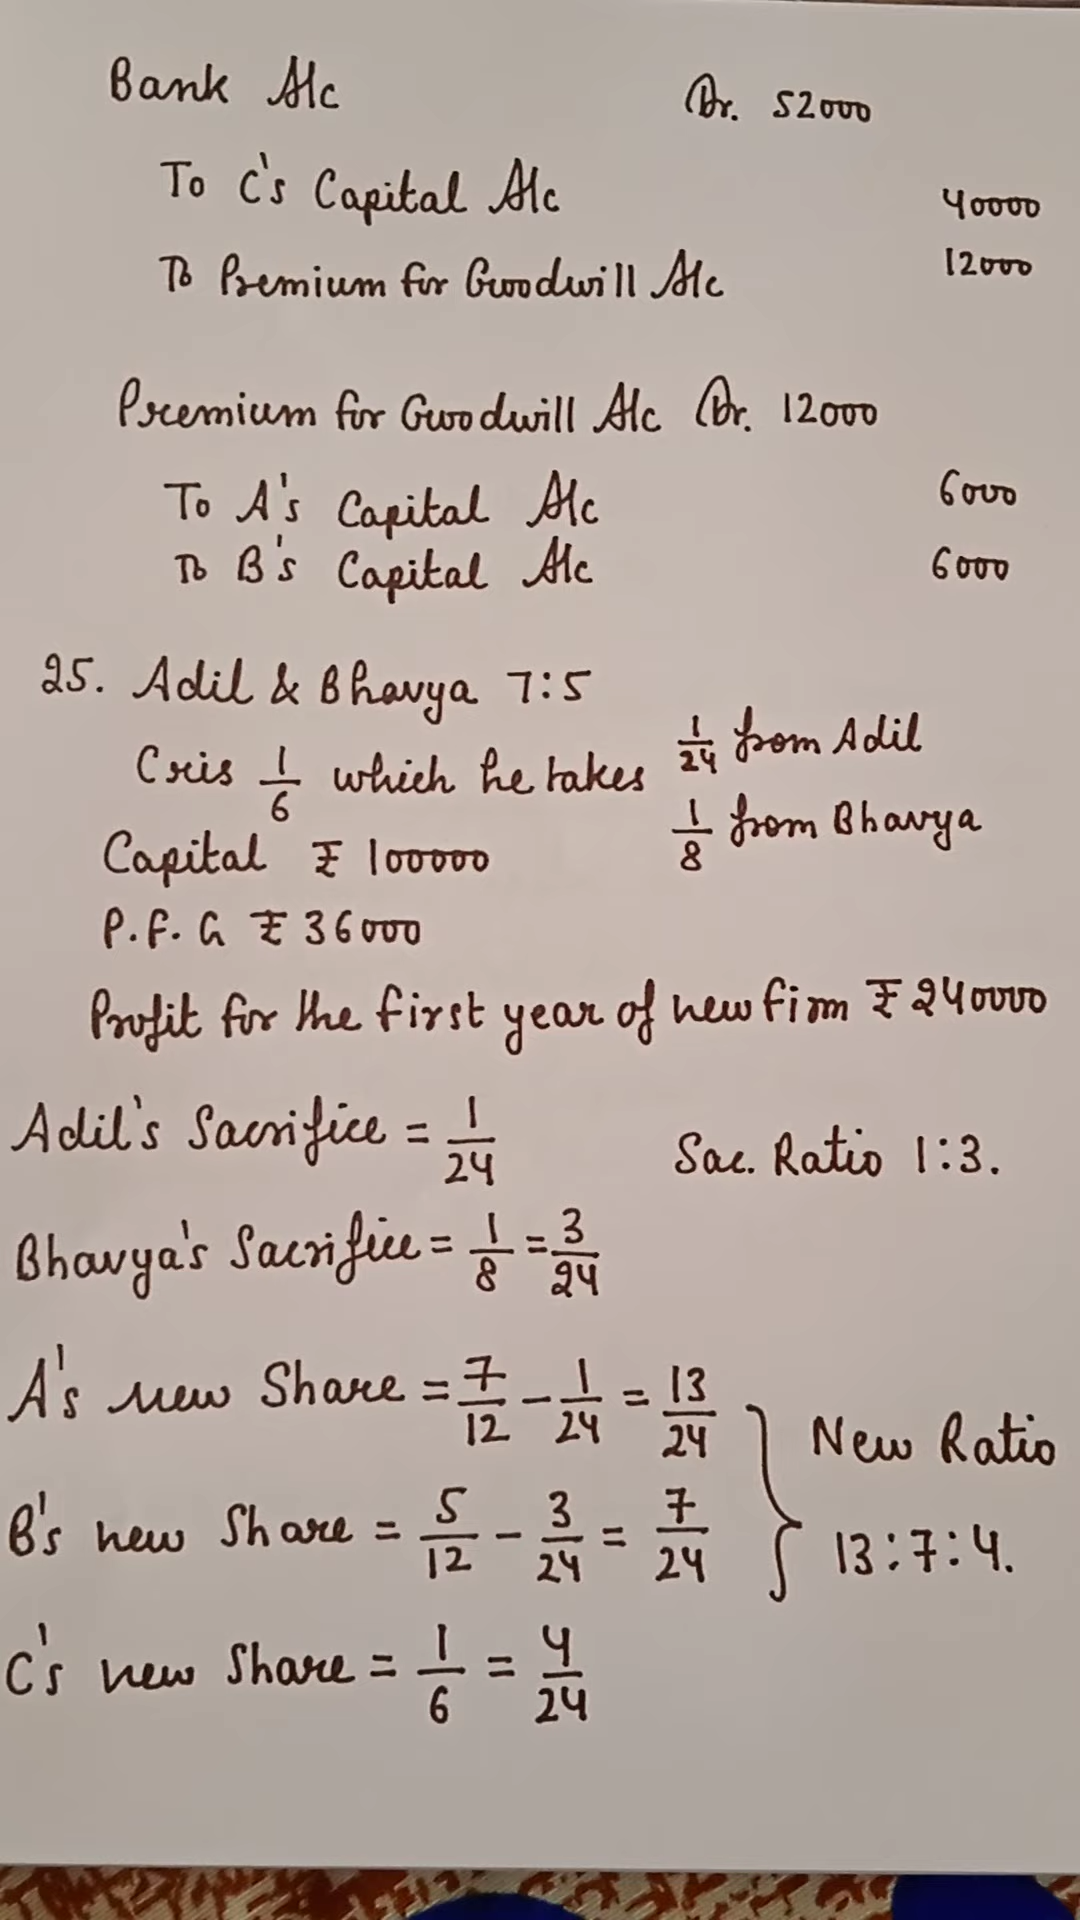 Bank A/c Dr. 52000
To C's Capital A/c 40000
To Premium for Goodwill A/c 12000
Premium for Goodwill A/c Dr. 12000
To A's Capital A/c 6000
To B's Capital A/c 6000
25. Adil & Bhavya 7:5
Cris 1/6 which he takes 1/24 from Adil
1/8 from Bhavya
Capital ₹ 100000
P.F.G ₹ 36000
Profit for the first year of new firm ₹ 240000
Adil's Sacrifice = 1/24 Sac. Ratio 1:3.
Bhavya's Sacrifice = 1/8 = 3/24
A's new Share = 7/12 - 1/24 = 13/24
New Ratio
B's new Share = 5/12 - 3/24 = 7/24 13:7:4.
C's new Share = 1/6 = 4/24